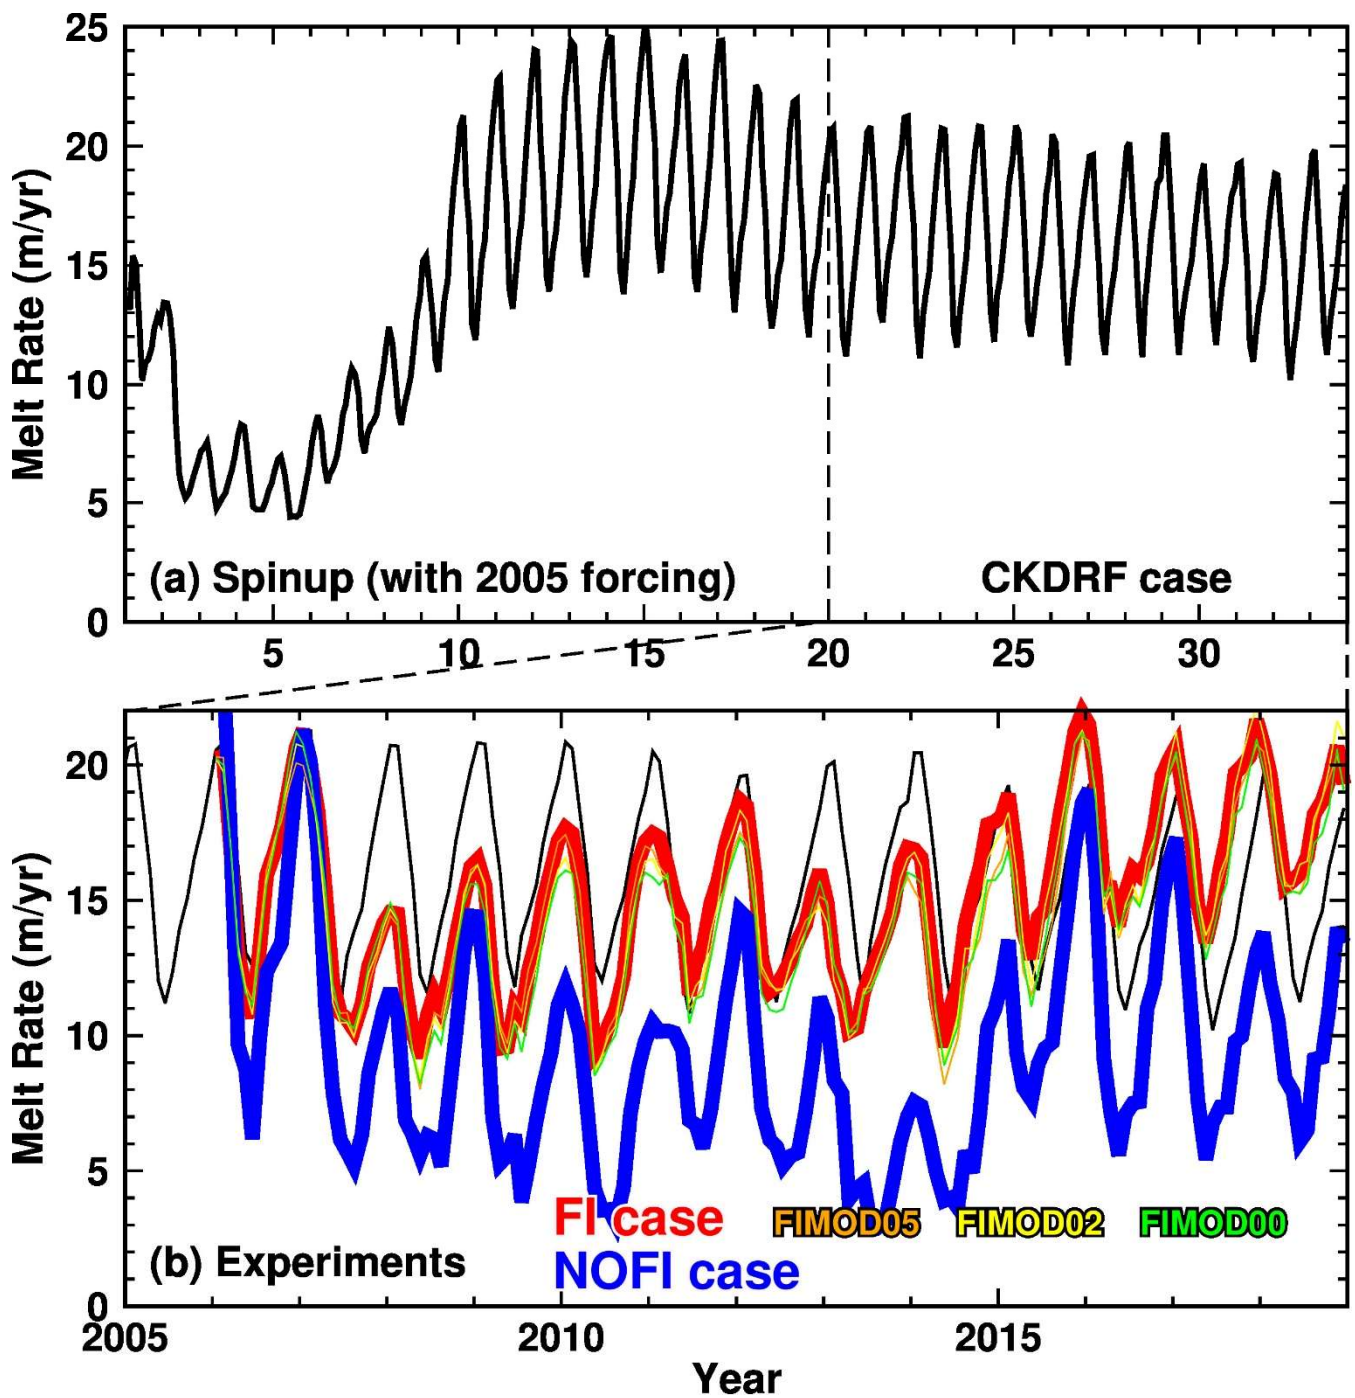 25
20
15
10
5
0
Melt Rate (m/yr)
(a) Spinup (with 2005 forcing)
CKDRF case
5 10 15 20 25 30
20
15
10
5
0
Melt Rate (m/yr)
FI case FIMOD05 FIMOD02 FIMOD00
(b) Experiments
NOFI case
2005 2010 2015
Year